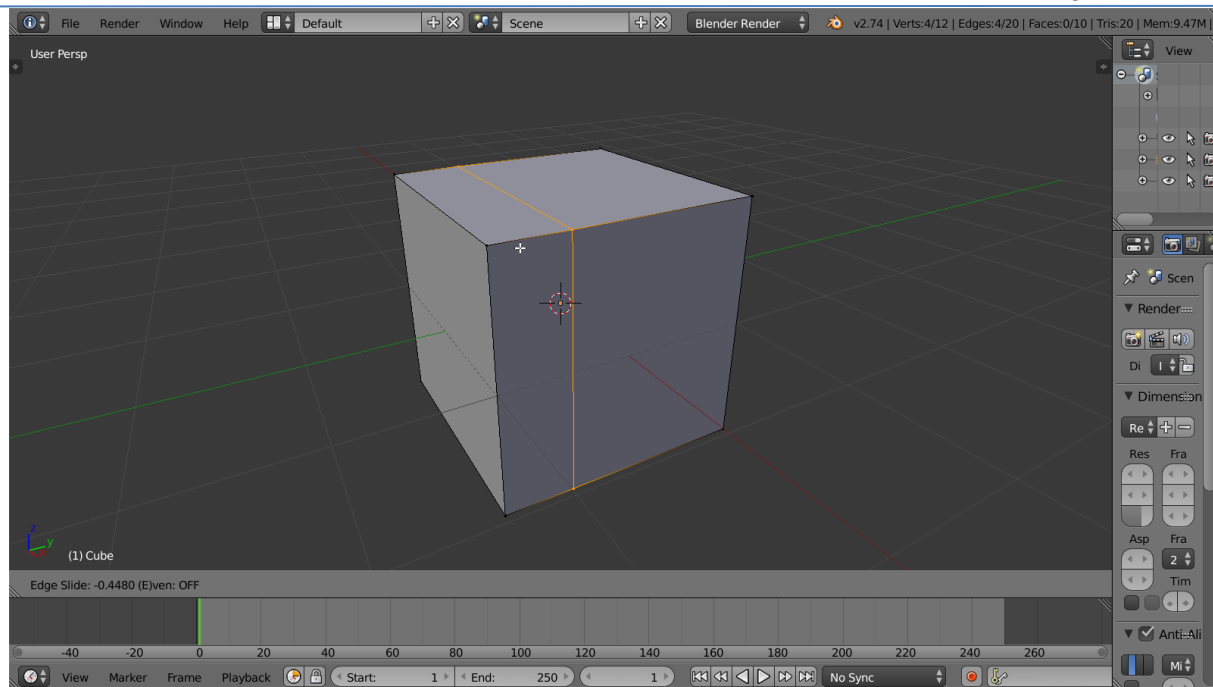 File Render Window Help Default Scene Blender Render v2.74 | Verts:4/12 | Edges:4/20 | Faces:0/10 | Tris:20 | Mem:9.47M |
View
User Persp
Scen
Render
Di
Dimension
Re
Res Fra
Asp Fra
2
Tim
z
y
(1) Cube
Edge Slide: -0.4480 (E)ven: OFF
Anti-Ali
-40 -20 0 20 40 60 80 100 120 140 160 180 200 220 240 260
View Marker Frame Playback Start: 1 End: 250 1 No Sync
Mi